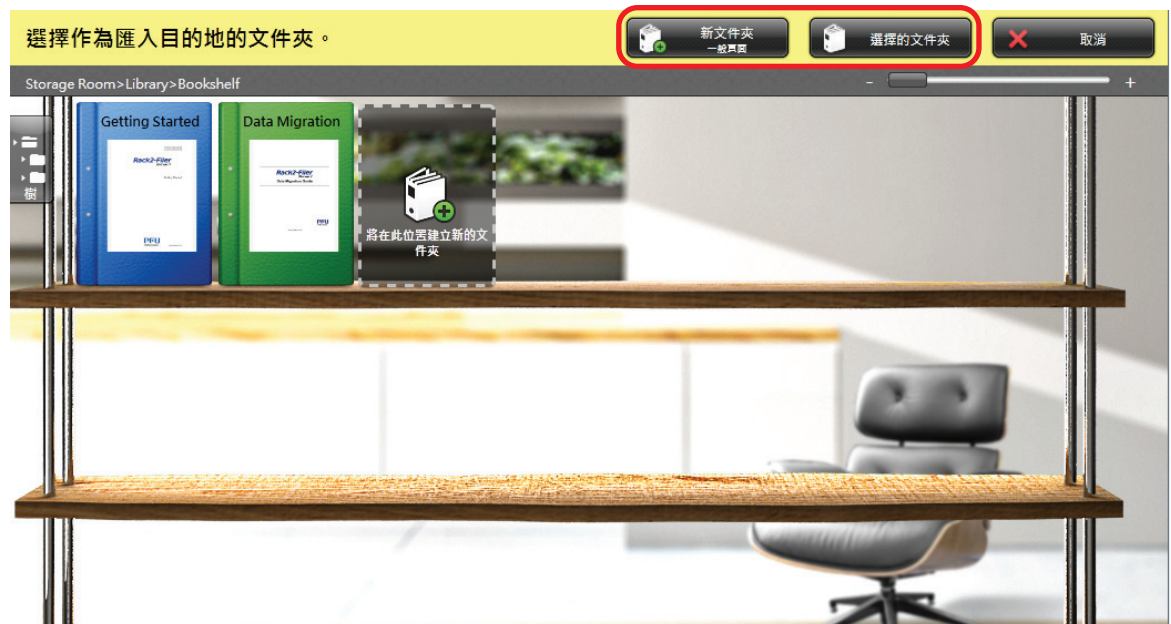 選擇作為匯入目的地的文件夾。
新文件夾
一般頁面
選擇的文件夾
取消
Storage Room>Library>Bookshelf
- +
樹
Getting Started
Rack2-Filer
PFU
Data Migration
Rack2-Filer
Data Migration Guide
PFU
將在此位置建立新的文
件夾